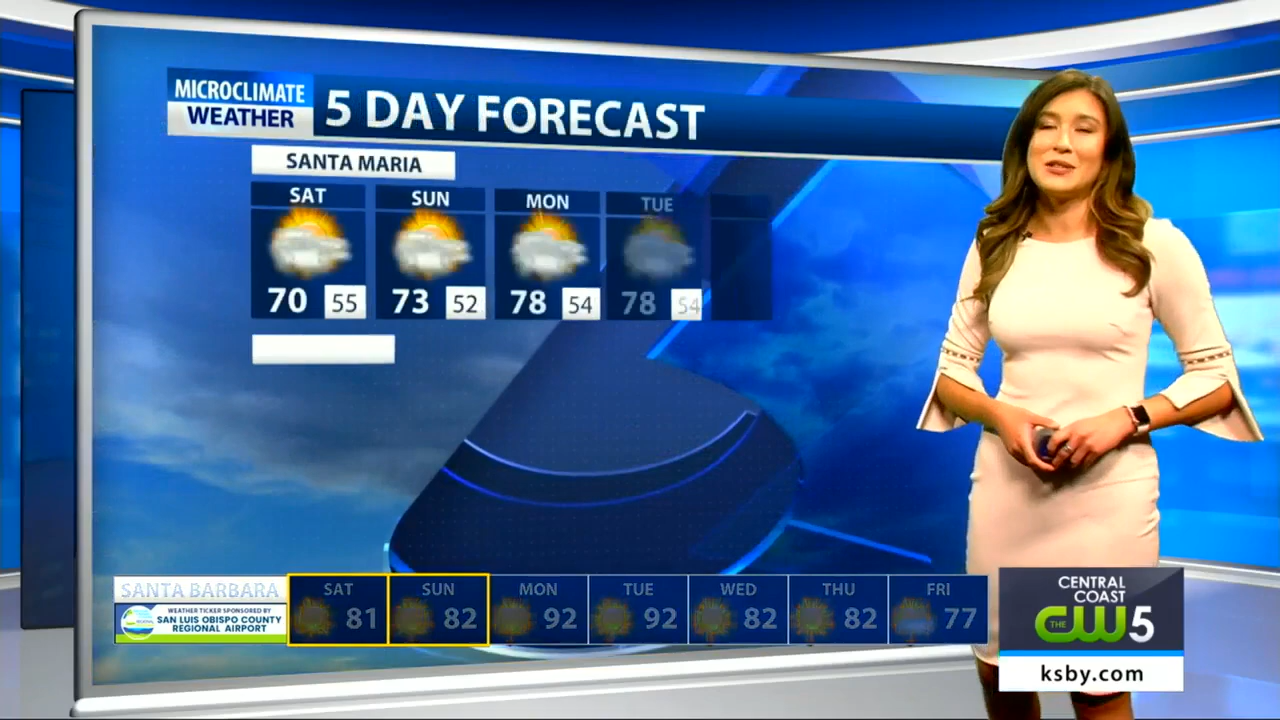 MICROCLIMATE
WEATHER
5 DAY FORECAST
SANTA MARIA
SAT SUN MON TUE
70 55 73 52 78 54 78 54
SANTA BARBARA
WEATHER TICKER SPONSORED BY
SAN LUIS OBISPO COUNTY
REGIONAL AIRPORT
SAT SUN MON TUE WED THU FRI
81 82 92 92 82 82 77
CENTRAL
COAST
THE CW 5
ksby.com